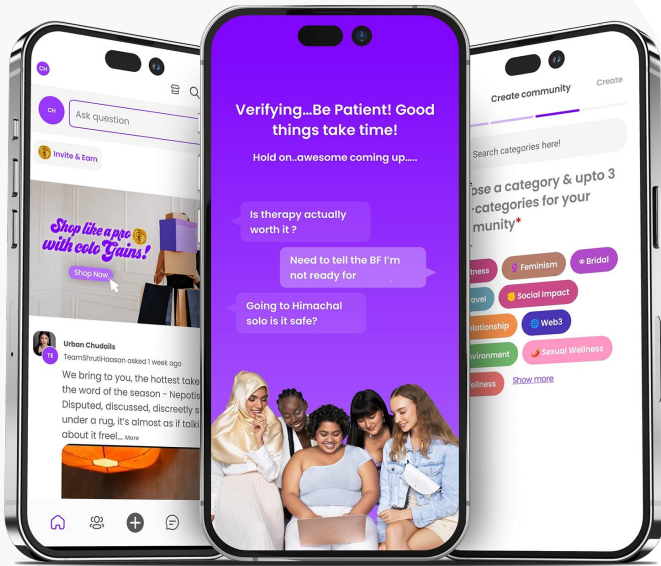 CH
CH
Ask question
Invite & Earn
Shop like a pro
with coto Gains!
Shop Now
Urban Chudails
TE
TeamShrutiHaasan asked 1 week ago
We bring to you, the hottest take
the word of the season - Nepotis
Disputed, discussed, discreetly s
under a rug, it's almost as if talki
about it freel... More
Verifying...Be Patient! Good
things take time!
Hold on..awesome coming up.....
Is therapy actually
worth it ?
Need to tell the BF I'm
not ready for
Going to Himachal
solo is it safe?
Create community
Create
Search categories here!
ose a category & upto 3
-categories for your
munity*
tness
Feminism
Bridal
avel
Social Impact
elationship
Web3
vironment
Sexual Wellness
ellness
Show more